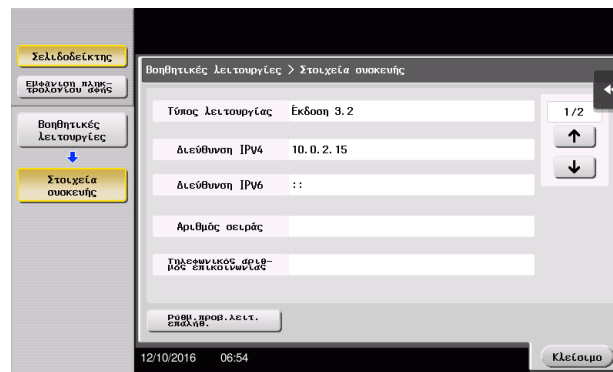 Σελιδοδείκτης
Εμφάνιση πληκ-
τρολογίου αφής
Βοηθητικές
λειτουργίες
Στοιχεία
συσκευής
Βοηθητικές λειτουργίες > Στοιχεία συσκευής
Τύπος λειτουργίας Έκδοση 3.2
Διεύθυνση IPV4 10.0.2.15
Διεύθυνση IPV6 ::
Αριθμός σειράς
Τηλεφωνικός αριθ-
μός επικοινωνίας
1/2
Ρύθμ.προβ.λειτ.
επαλήθ.
12/10/2016 06:54
Κλείσιμο